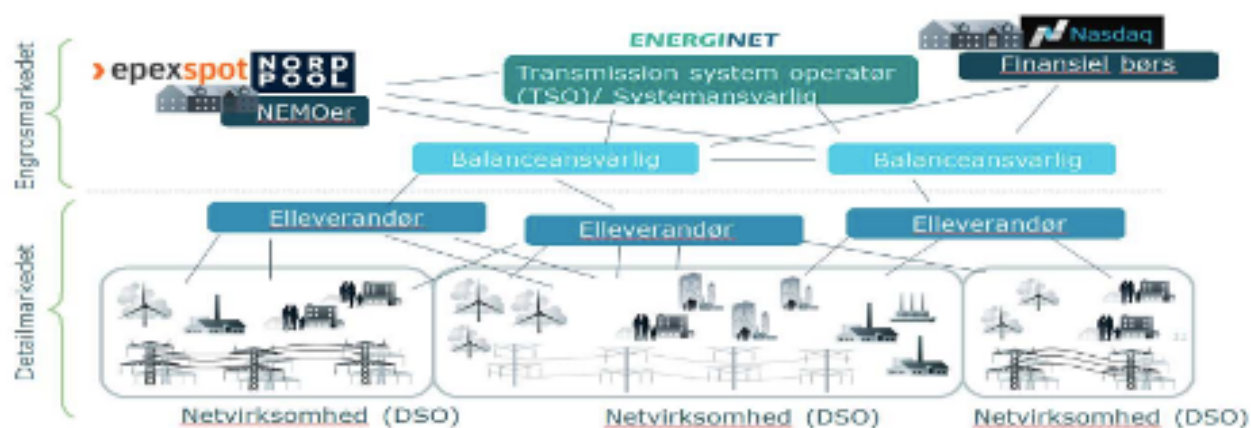 Engrosmarkedet
epexspot
NORD
POOL
NEMOer
ENERGINET
Transmission system operatør
(TSO)/ Systemansvarlig
Nasdaq
Finansiel børs
Balanceansvarlig
Balanceansvarlig
Detailmarkedet
Elleverandør
Elleverandør
Elleverandør
Netvirksomhed (DSO)
Netvirksomhed (DSO)
Netvirksomhed (DSO)